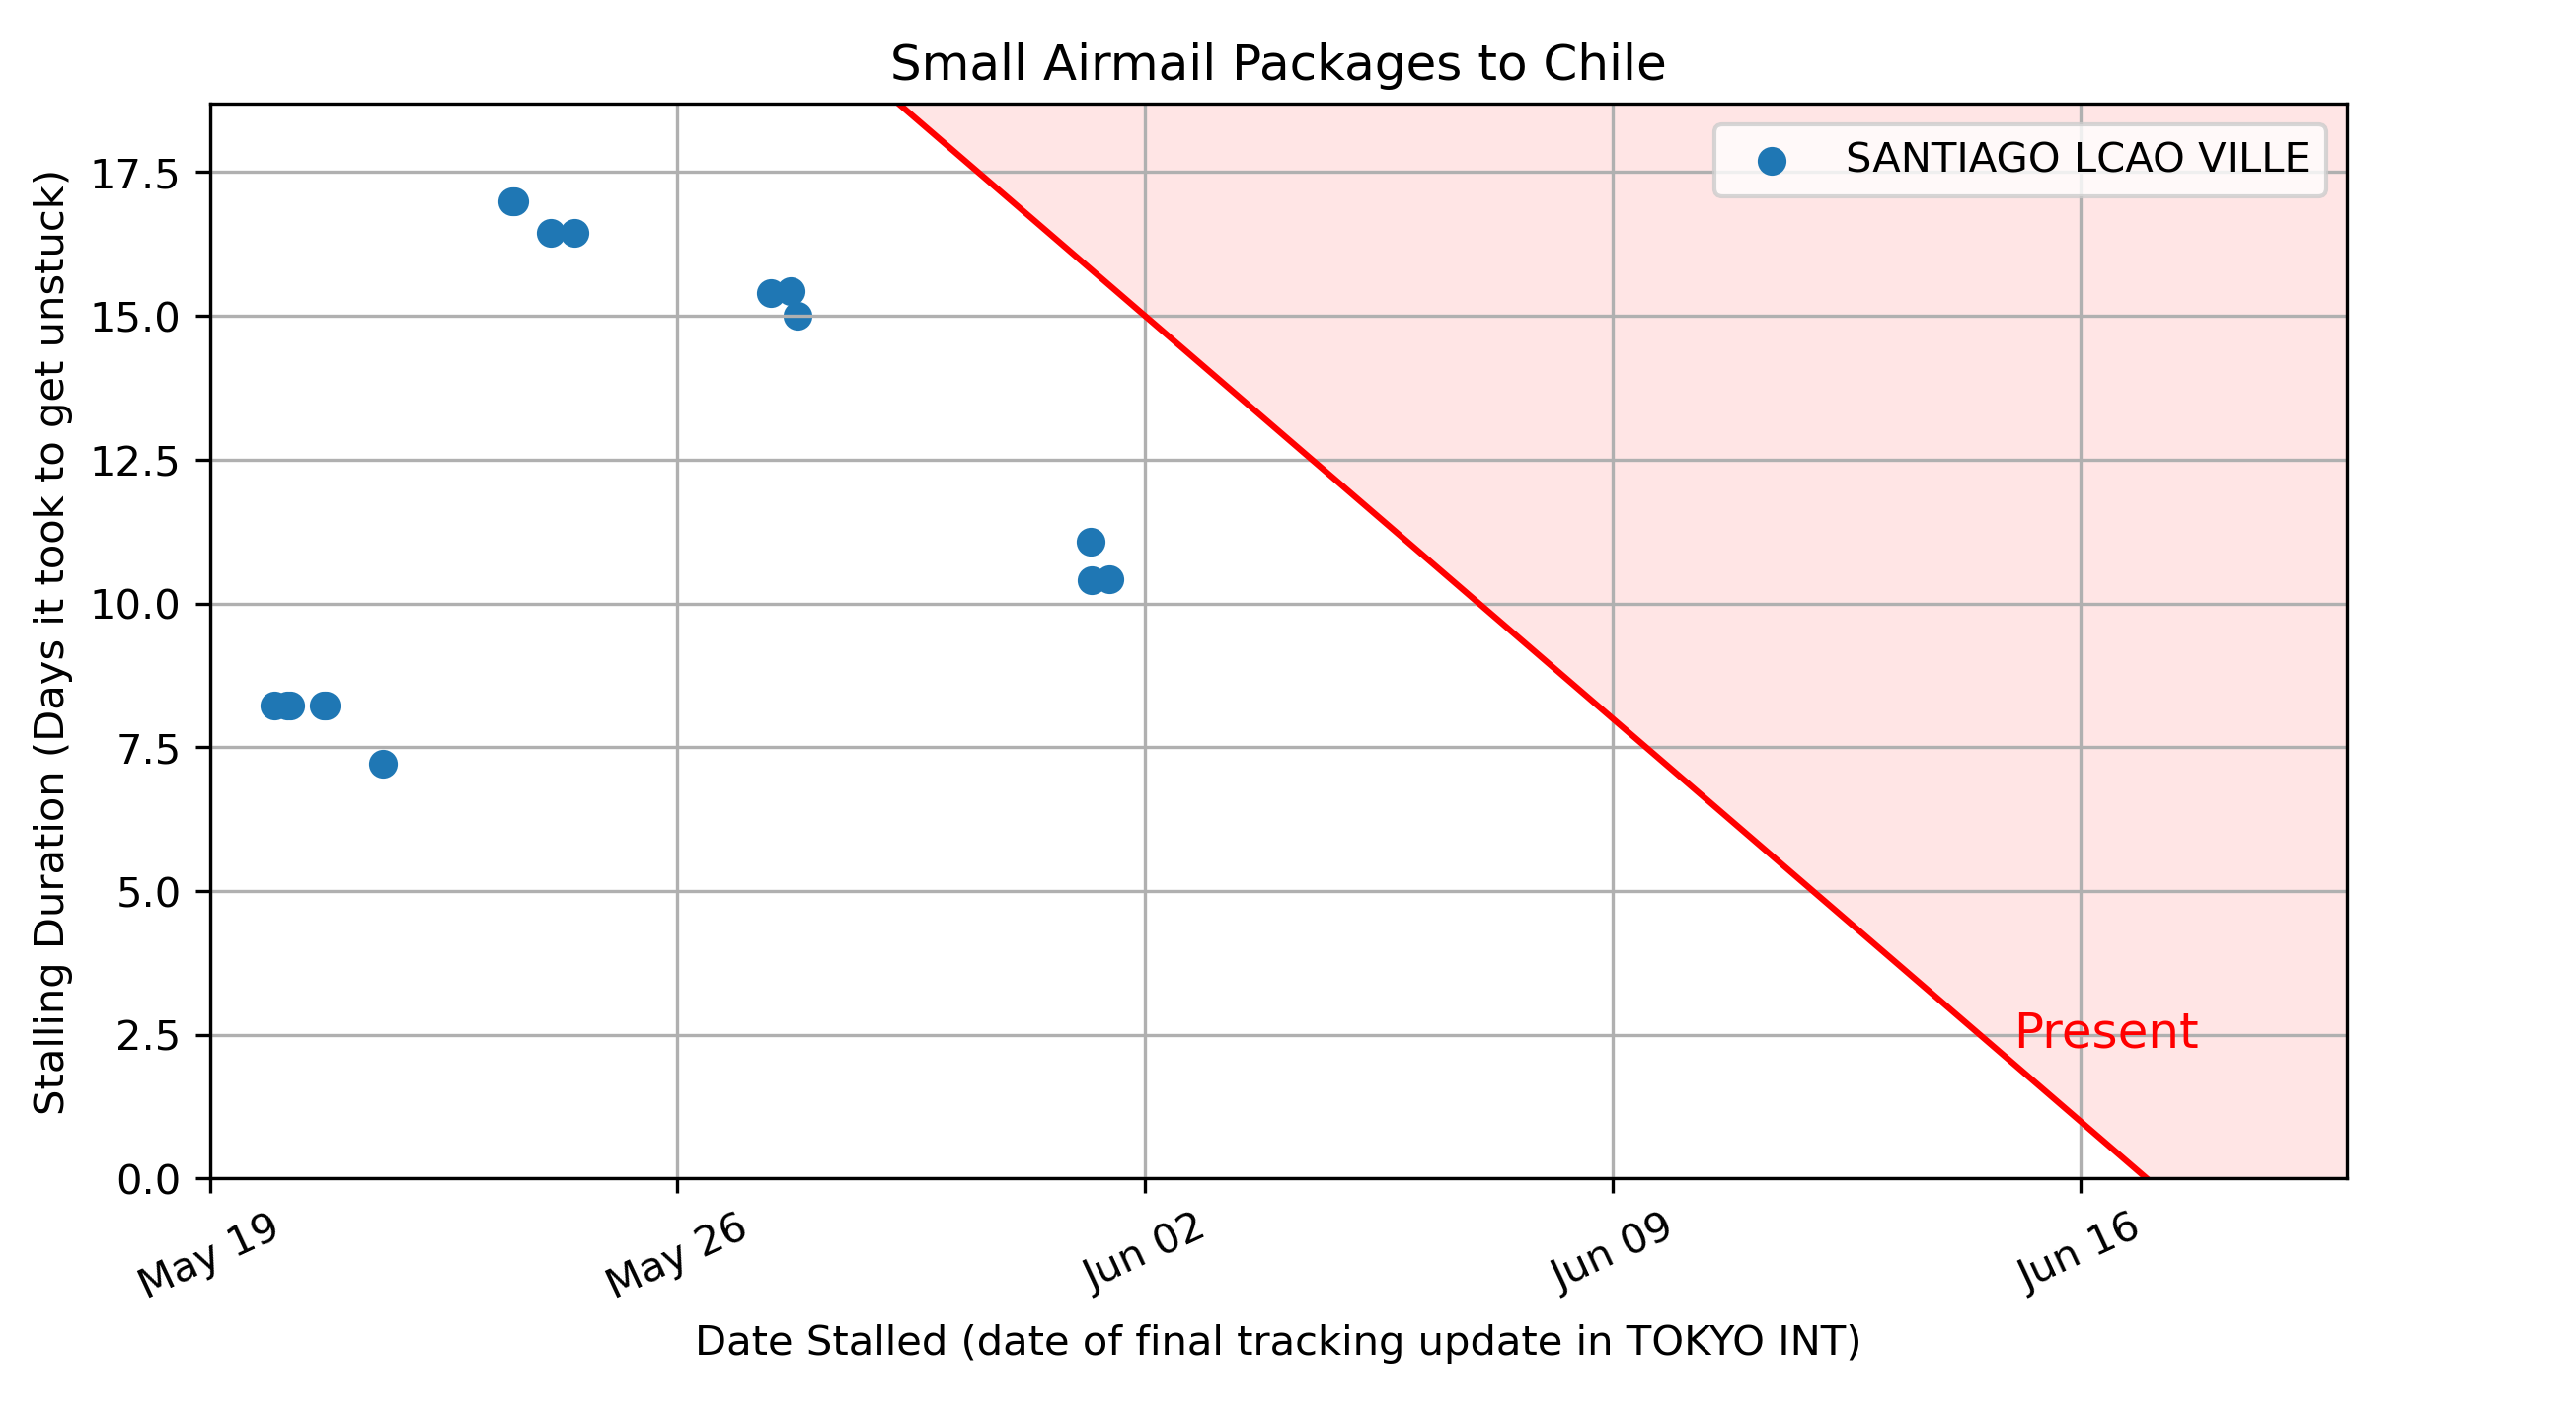 Small Airmail Packages to Chile
SANTIAGO LCAO VILLE
Stalling Duration (Days it took to get unstuck)
17.5
15.0
12.5
10.0
7.5
5.0
2.5
0.0
Present
May 19
May 26
Jun 02
Jun 09
Jun 16
Date Stalled (date of final tracking update in TOKYO INT)